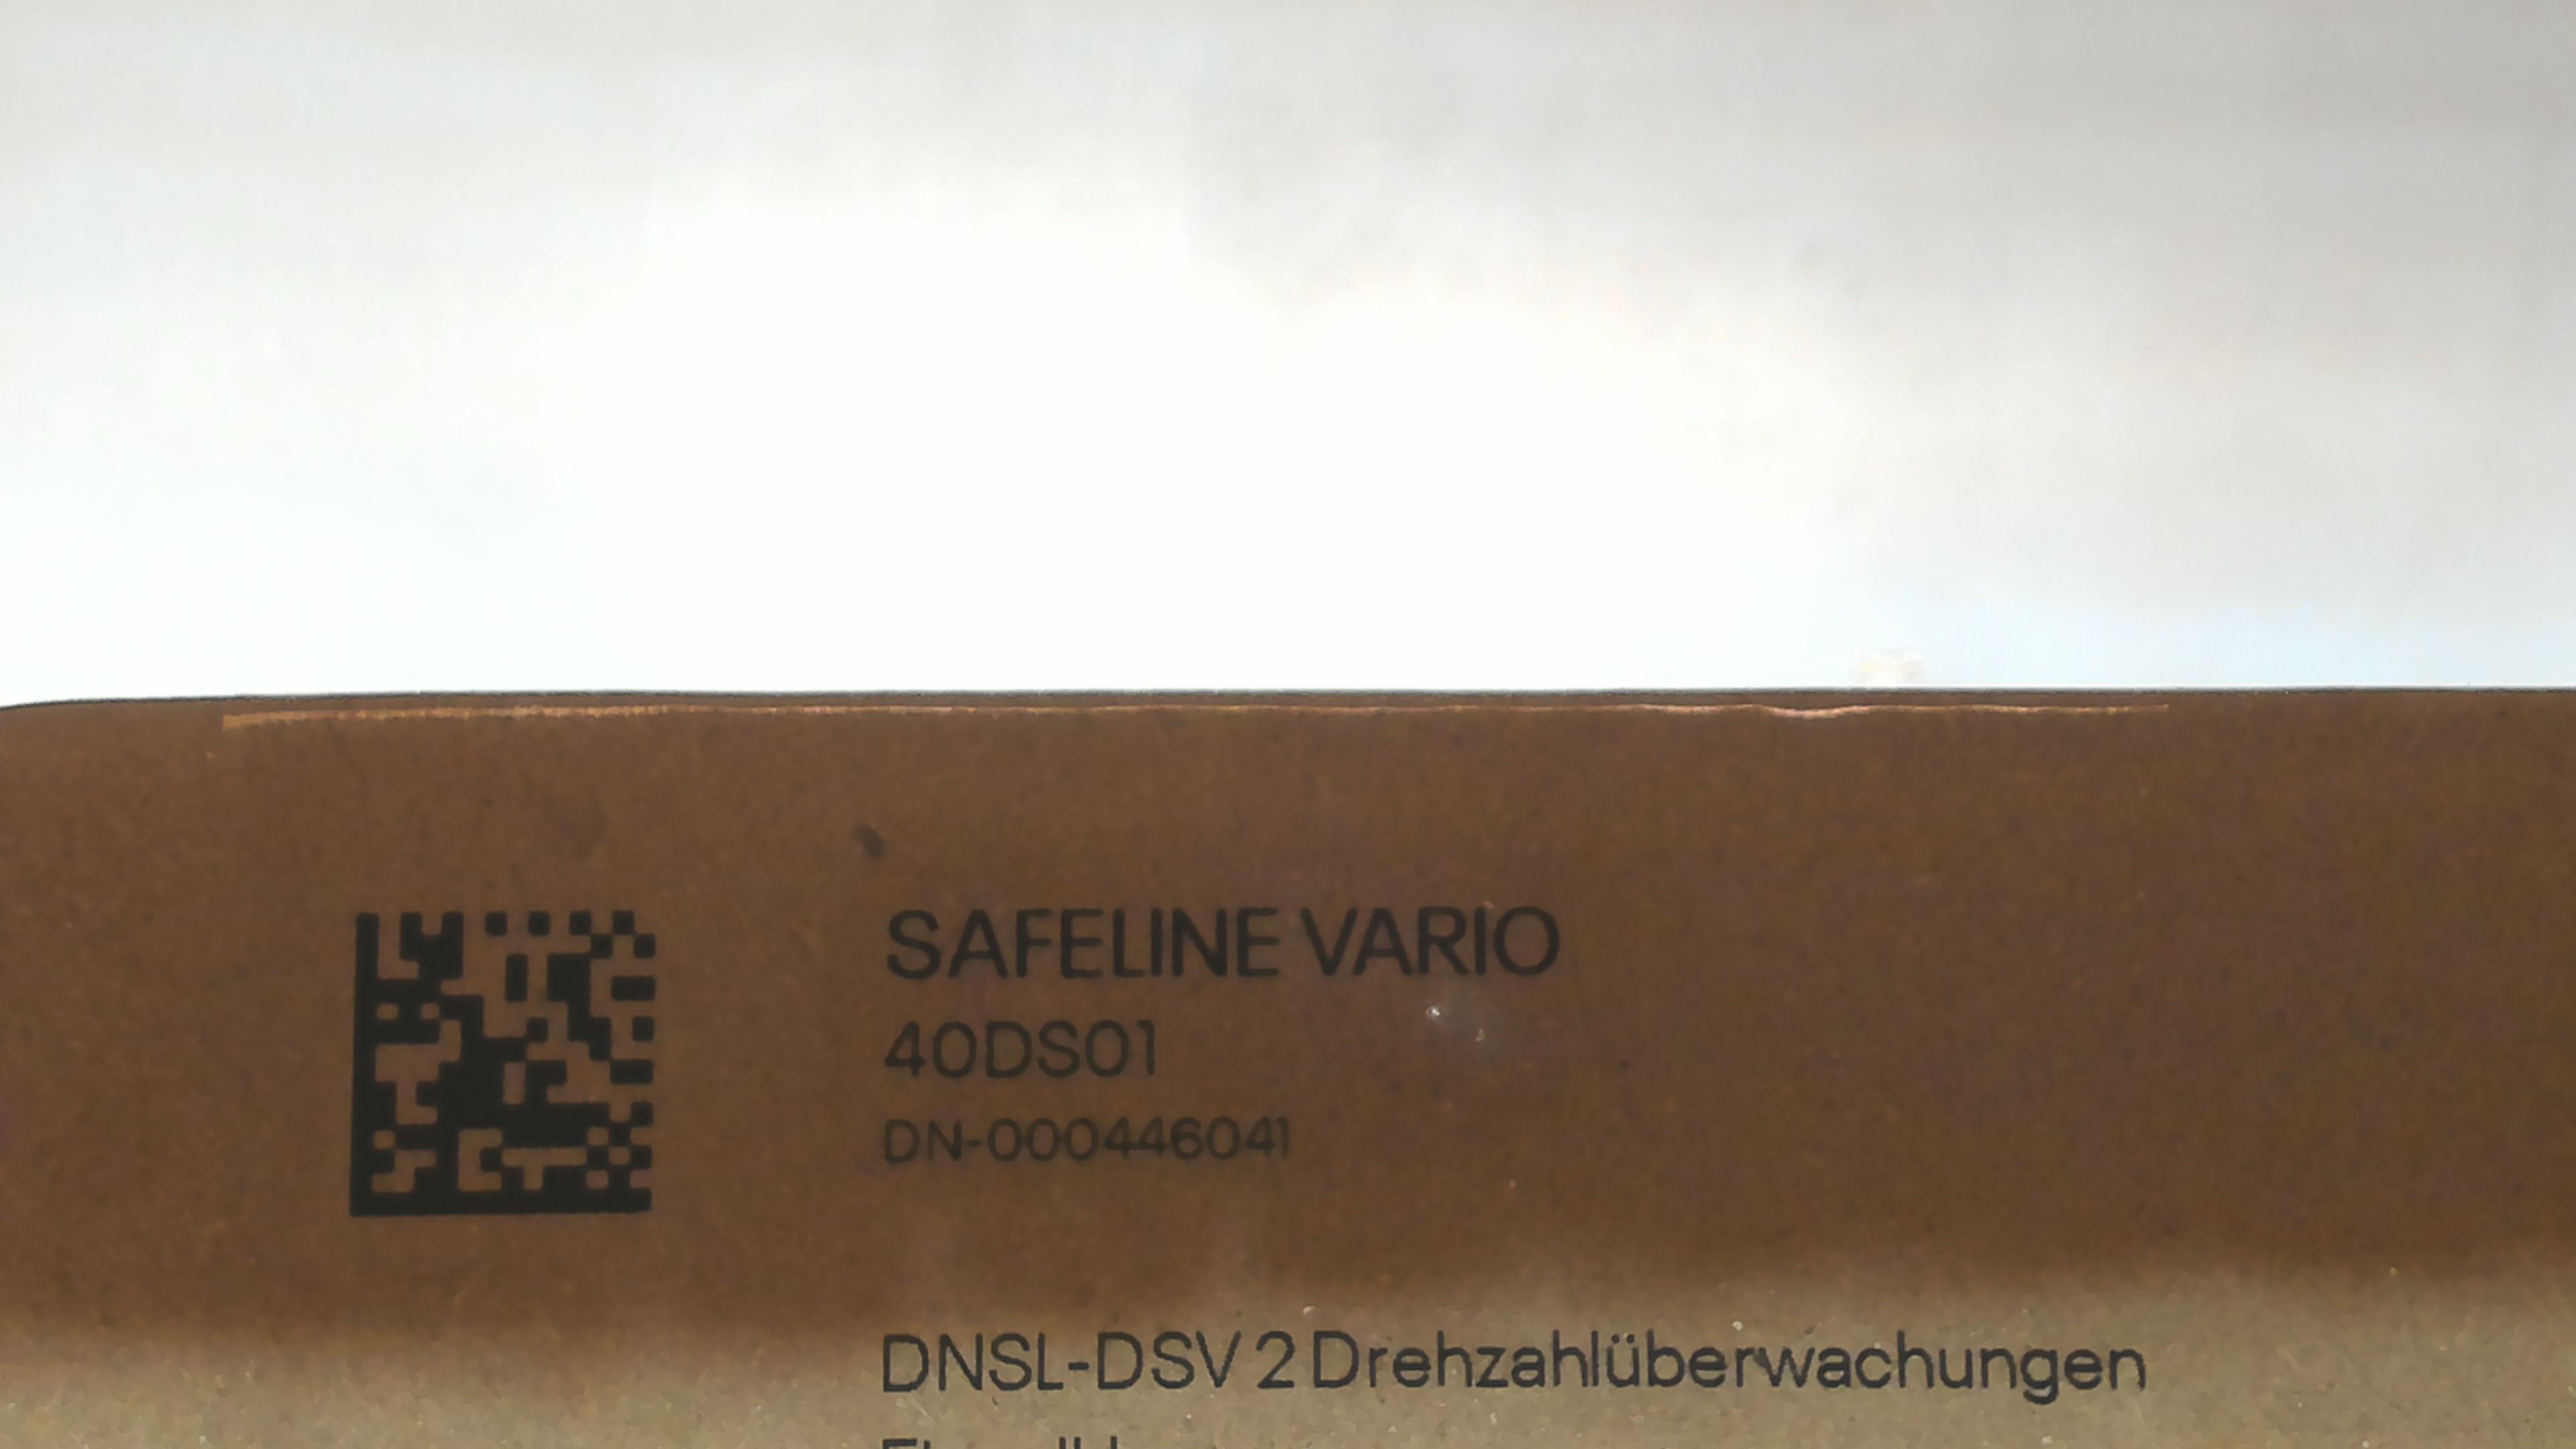 SAFELINE VARIO
40DS01
DN-000446041
DNSL-DSV 2 Drehzahlüberwachungen